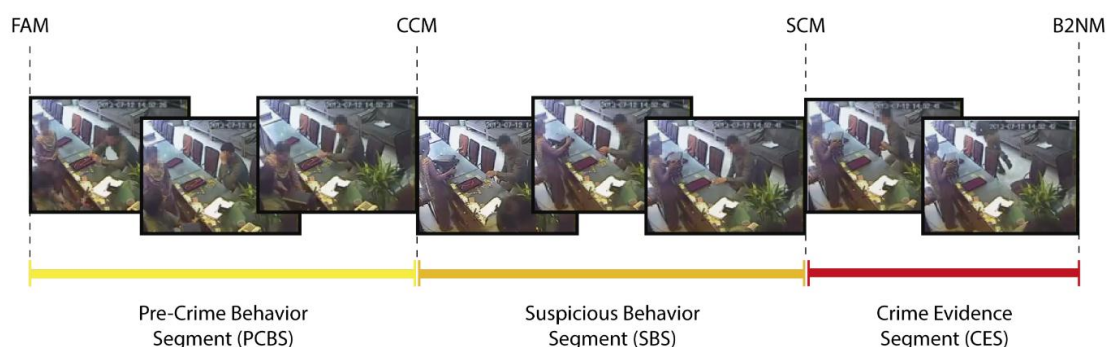 FAM
CCM
SCM
B2NM
Pre-Crime Behavior
Segment (PCBS)
Suspicious Behavior
Segment (SBS)
Crime Evidence
Segment (CES)